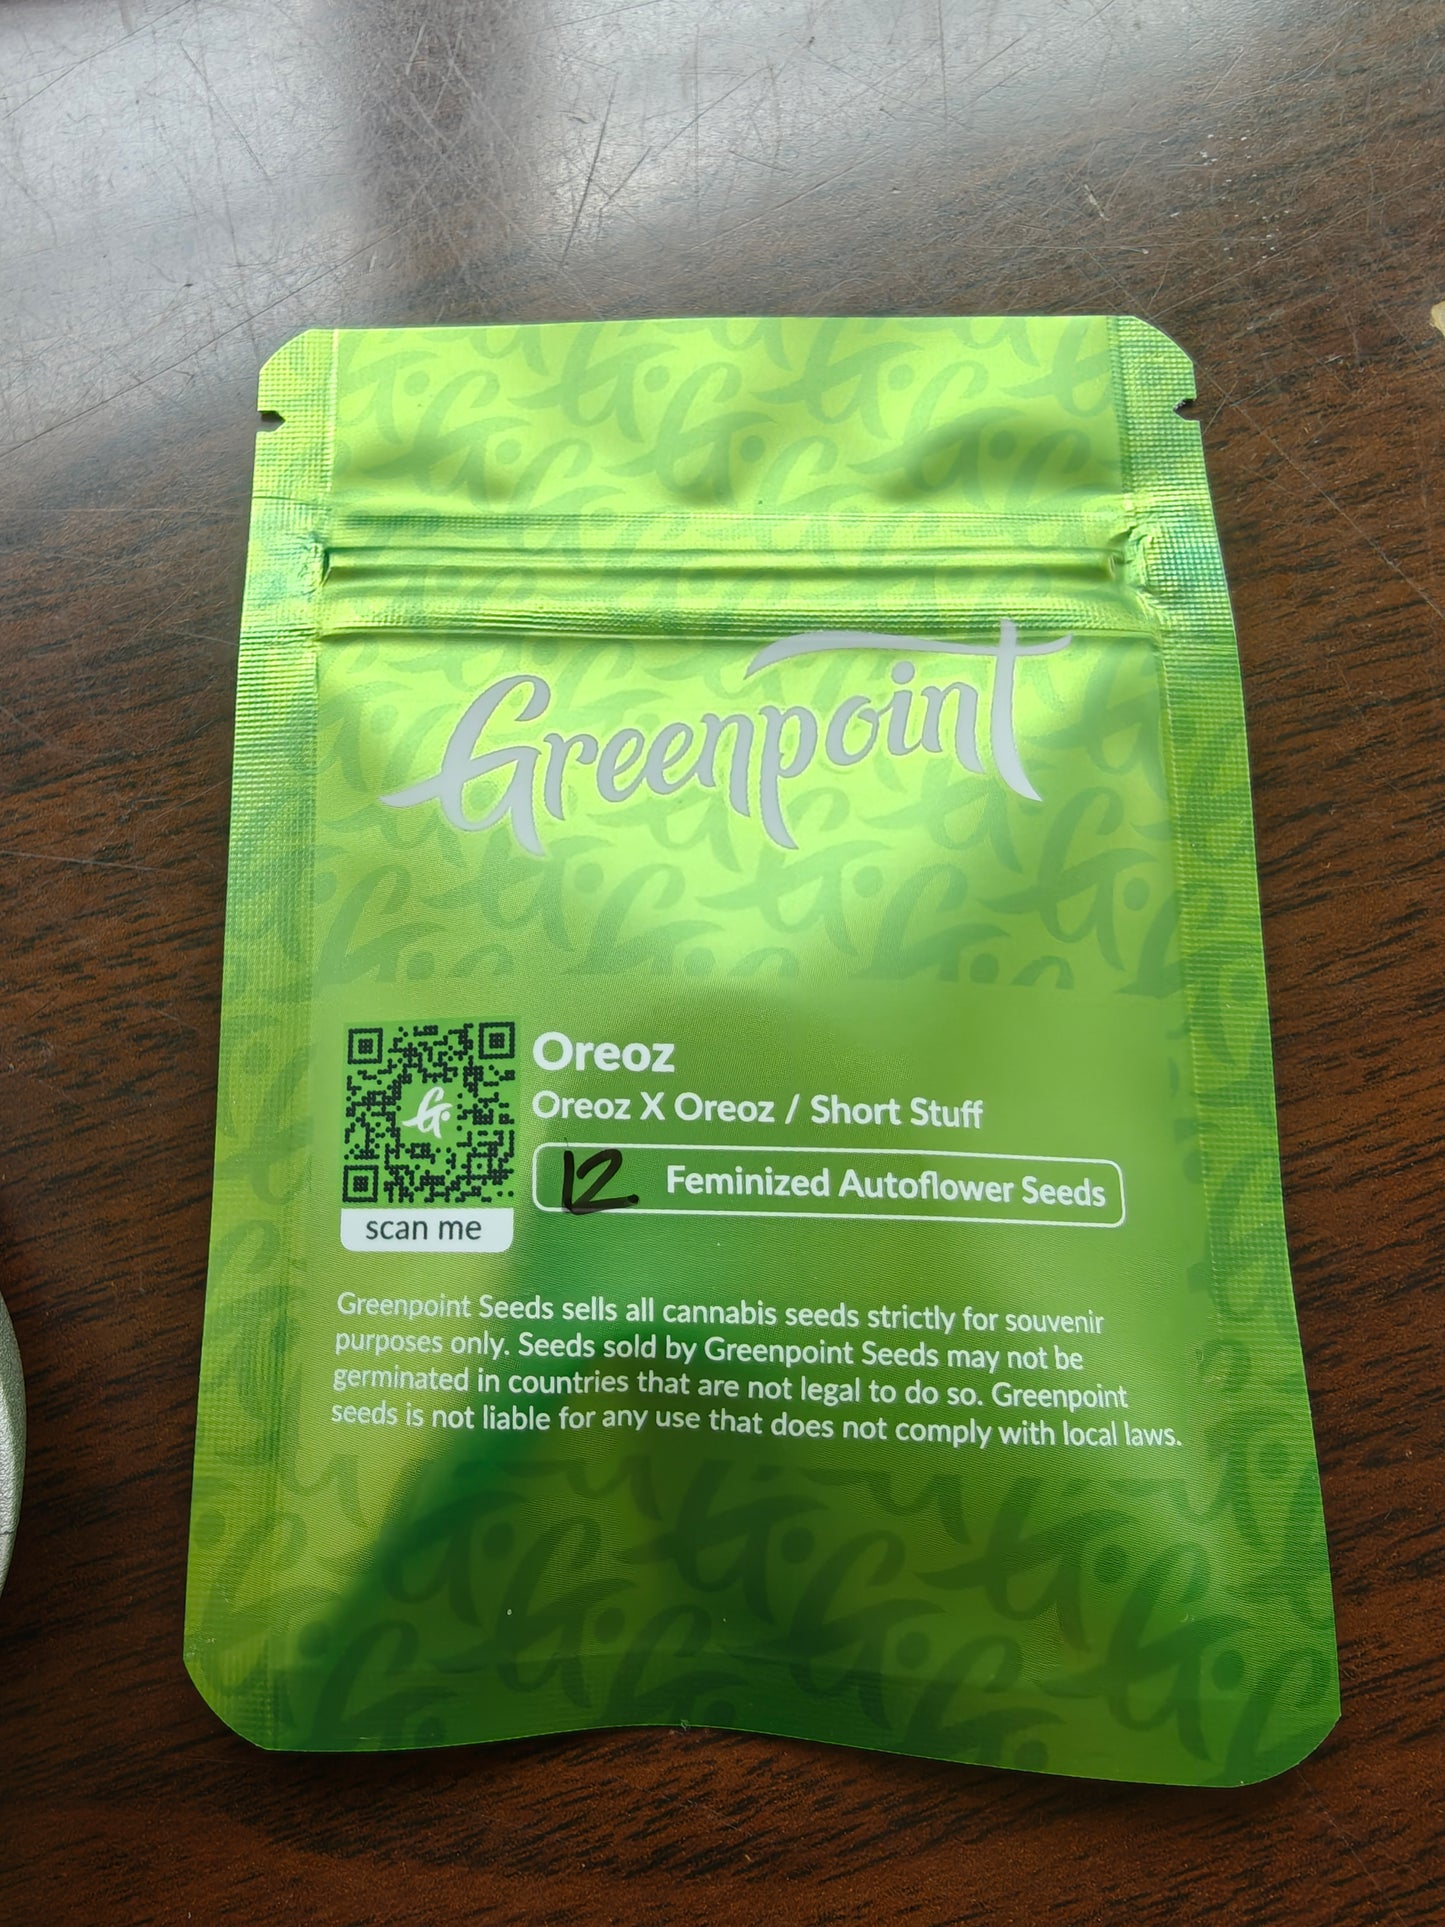 Greenpoint
Oreoz
Oreoz X Oreoz / Short Stuff
12 Feminized Autoflower Seeds
scan me
Greenpoint Seeds sells all cannabis seeds strictly for souvenir
purposes only. Seeds sold by Greenpoint Seeds may not be
germinated in countries that are not legal to do so. Greenpoint
seeds is not liable for any use that does not comply with local laws.